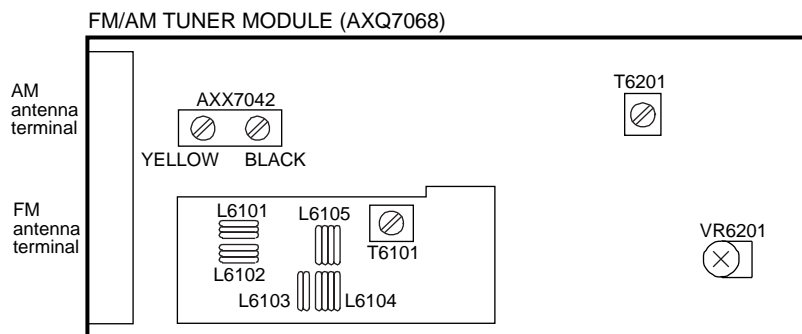 FM/AM TUNER MODULE (AXQ7068)
AM
antenna
terminal
AXX7042
YELLOW BLACK
T6201
FM
antenna
terminal
L6101
L6105
L6102
T6101
L6103
L6104
VR6201